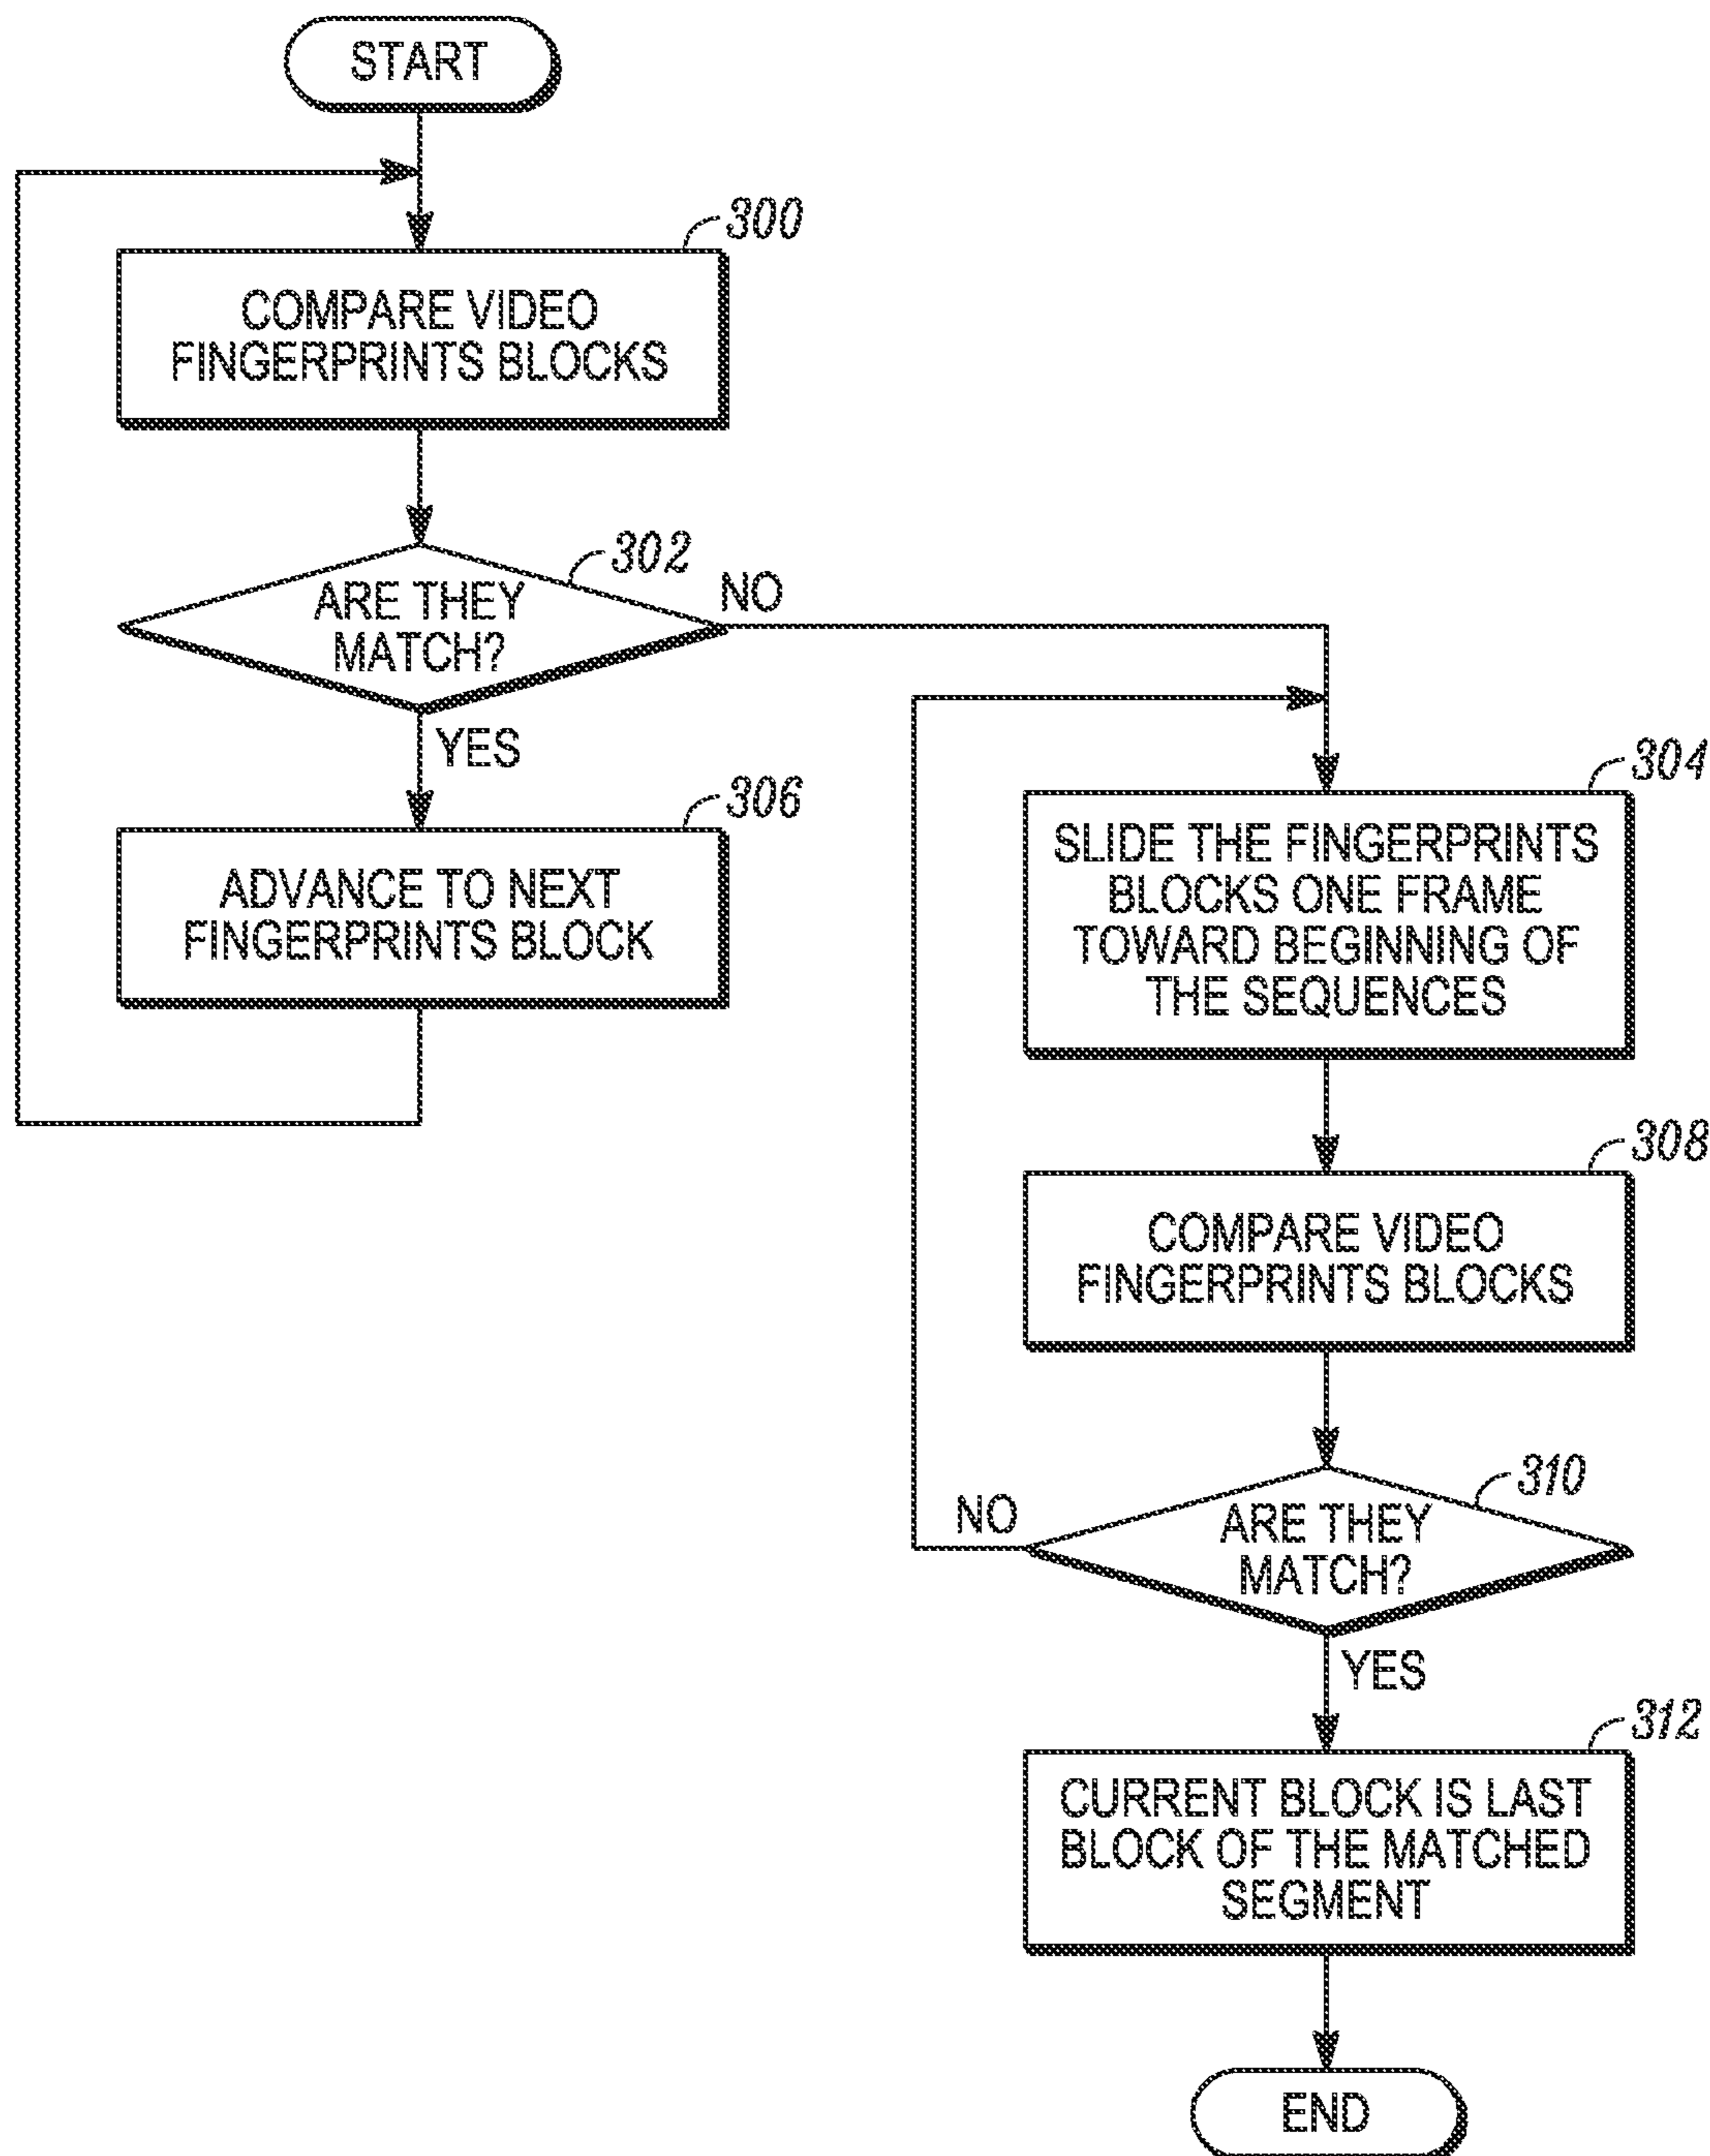 START
300
COMPARE VIDEO
FINGERPRINTS BLOCKS
302
ARE THEY
MATCH?
NO
YES
306
ADVANCE TO NEXT
FINGERPRINTS BLOCK
304
SLIDE THE FINGERPRINTS
BLOCKS ONE FRAME
TOWARD BEGINNING OF
THE SEQUENCES
308
COMPARE VIDEO
FINGERPRINTS BLOCKS
310
ARE THEY
MATCH?
NO
YES
312
CURRENT BLOCK IS LAST
BLOCK OF THE MATCHED
SEGMENT
END